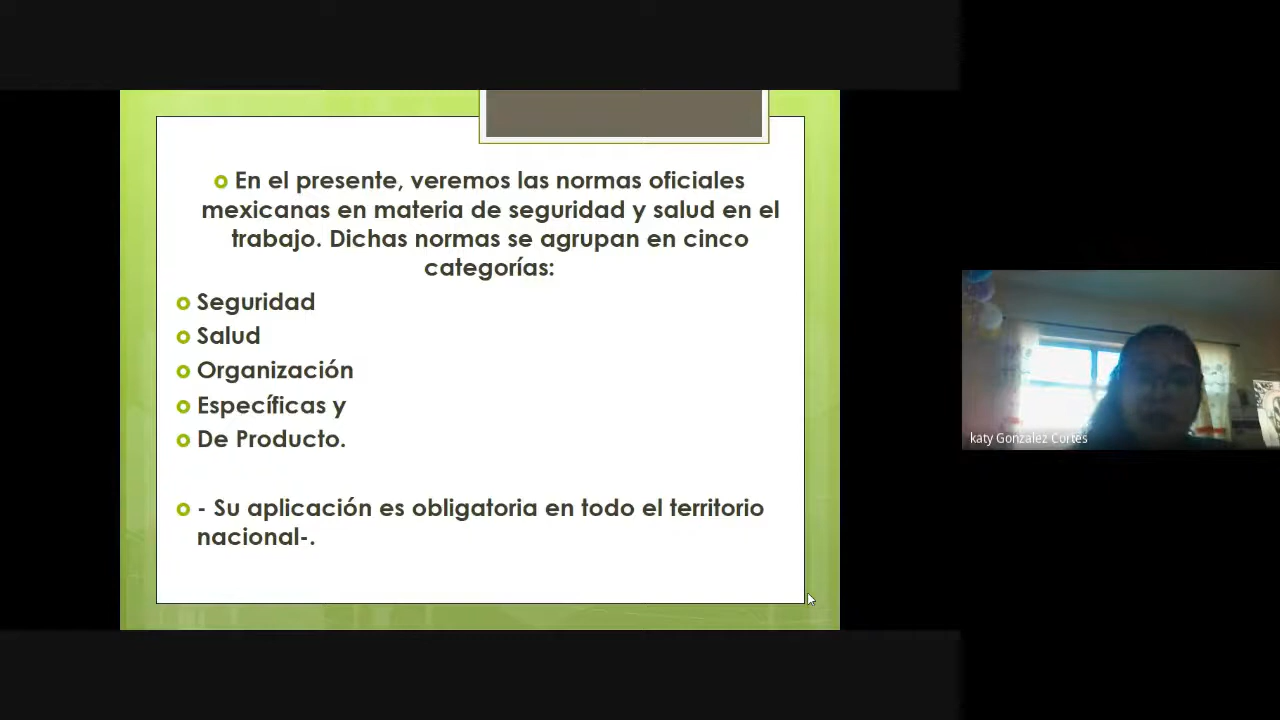 En el presente, veremos las normas oficiales
mexicanas en materia de seguridad y salud en el
trabajo. Dichas normas se agrupan en cinco
categorías:
Seguridad
Salud
Organización
Específicas y
De Producto.
- Su aplicación es obligatoria en todo el territorio
nacional-.
katy Gonzalez Cortes